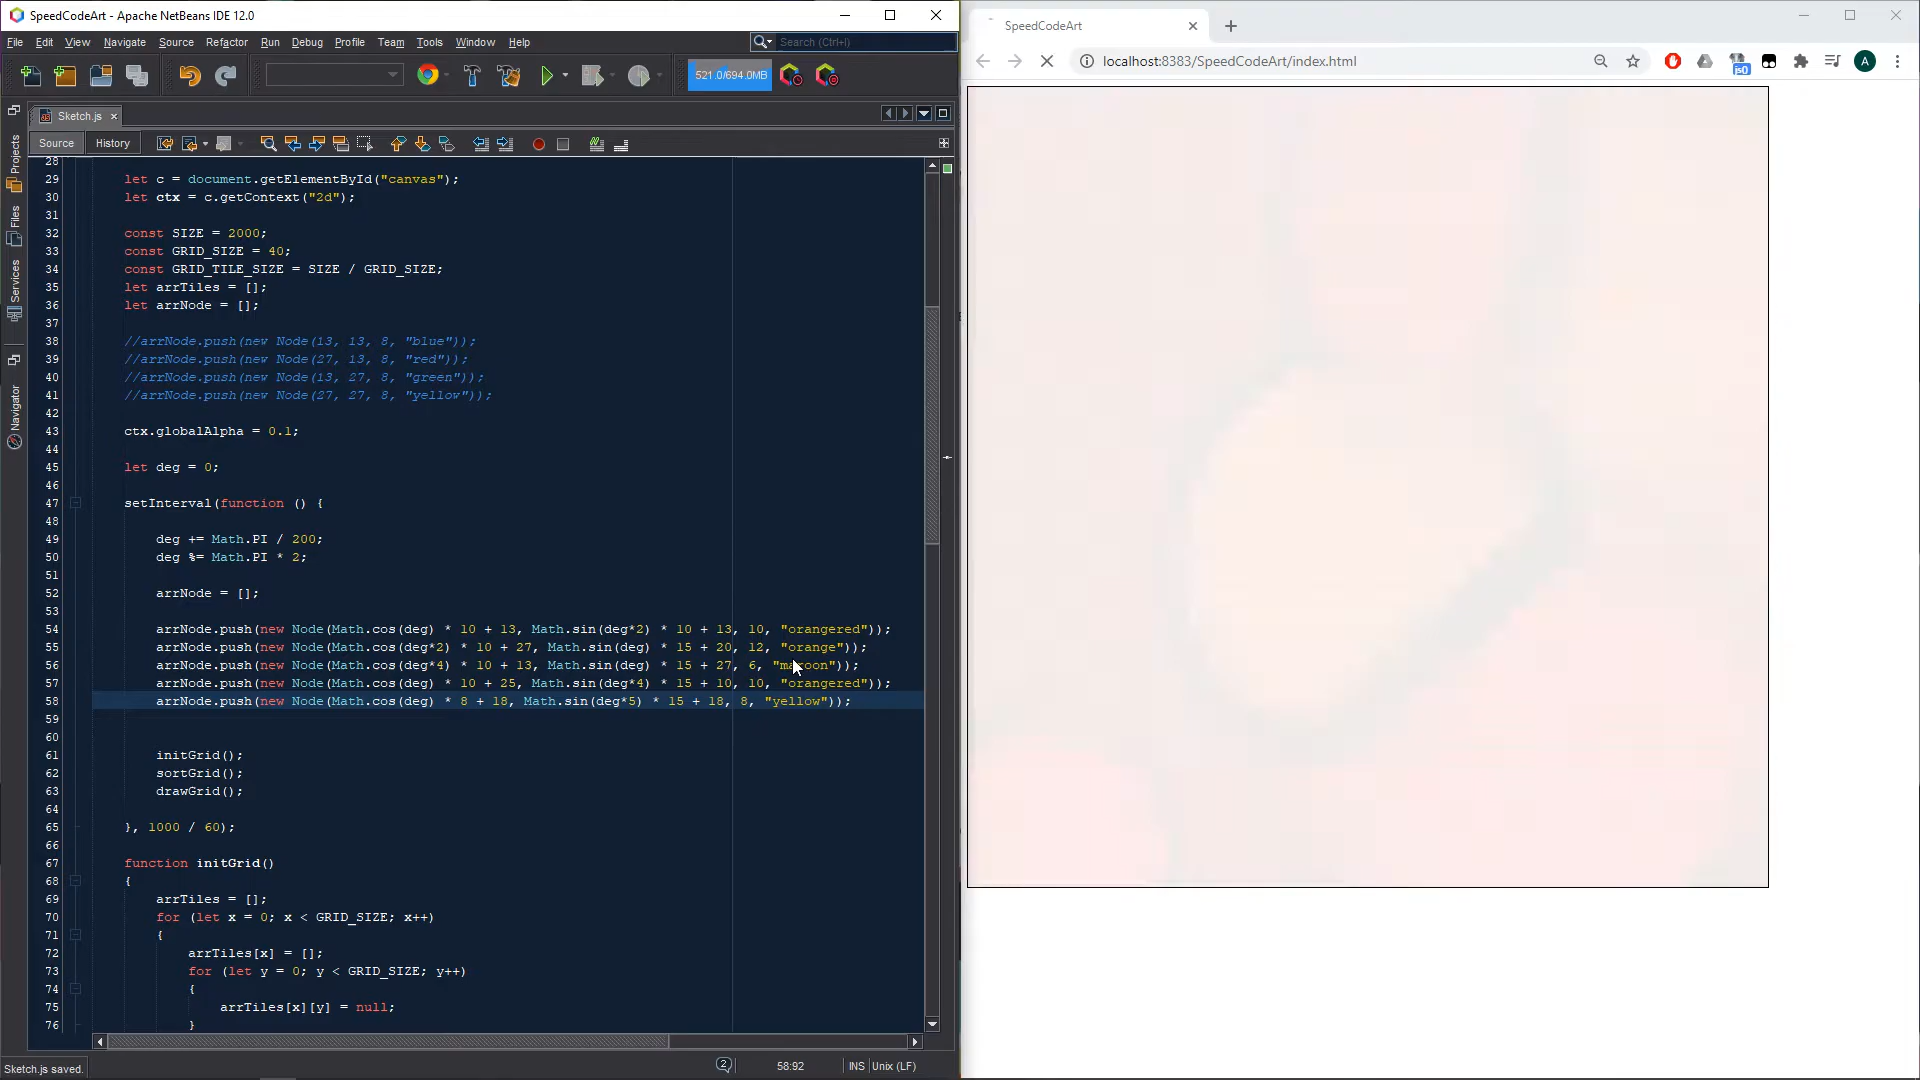 SpeedCodeArt - Apache NetBeans IDE 12.0
File Edit View Navigate Source Refactor Run Debug Profile Team Tools Window Help
Search (Ctrl+I)
521.0/694.0MB
Sketch.js
Source History
Projects
Files
Services
Navigator
28
29 let c = document.getElementById("canvas");
30 let ctx = c.getContext("2d");
31
32 const SIZE = 2000;
33 const GRID_SIZE = 40;
34 const GRID_TILE_SIZE = SIZE / GRID_SIZE;
35 let arrTiles = [];
36 let arrNode = [];
37
38 //arrNode.push(new Node(13, 13, 8, "blue"));
39 //arrNode.push(new Node(27, 13, 8, "red"));
40 //arrNode.push(new Node(13, 27, 8, "green"));
41 //arrNode.push(new Node(27, 27, 8, "yellow"));
42
43 ctx.globalAlpha = 0.1;
44
45 let deg = 0;
46
47 setInterval(function () {
48
49 deg += Math.PI / 200;
50 deg %= Math.PI * 2;
51
52 arrNode = [];
53
54 arrNode.push(new Node(Math.cos(deg) * 10 + 13, Math.sin(deg*2) * 10 + 13, 10, "orangered"));
55 arrNode.push(new Node(Math.cos(deg*2) * 10 + 27, Math.sin(deg) * 15 + 20, 12, "orange"));
56 arrNode.push(new Node(Math.cos(deg*4) * 10 + 13, Math.sin(deg) * 15 + 27, 6, "maroon"));
57 arrNode.push(new Node(Math.cos(deg) * 10 + 25, Math.sin(deg*4) * 15 + 10, 10, "orangered"));
58 arrNode.push(new Node(Math.cos(deg) * 8 + 18, Math.sin(deg*5) * 15 + 18, 8, "yellow"));
59
60
61 initGrid();
62 sortGrid();
63 drawGrid();
64
65 }, 1000 / 60);
66
67 function initGrid()
68 {
69 arrTiles = [];
70 for (let x = 0; x < GRID_SIZE; x++)
71 {
72 arrTiles[x] = [];
73 for (let y = 0; y < GRID_SIZE; y++)
74 {
75 arrTiles[x][y] = null;
76 }
Sketch.js saved.
2
58:92
INS Unix (LF)
SpeedCodeArt
localhost:8383/SpeedCodeArt/index.html
js0
A